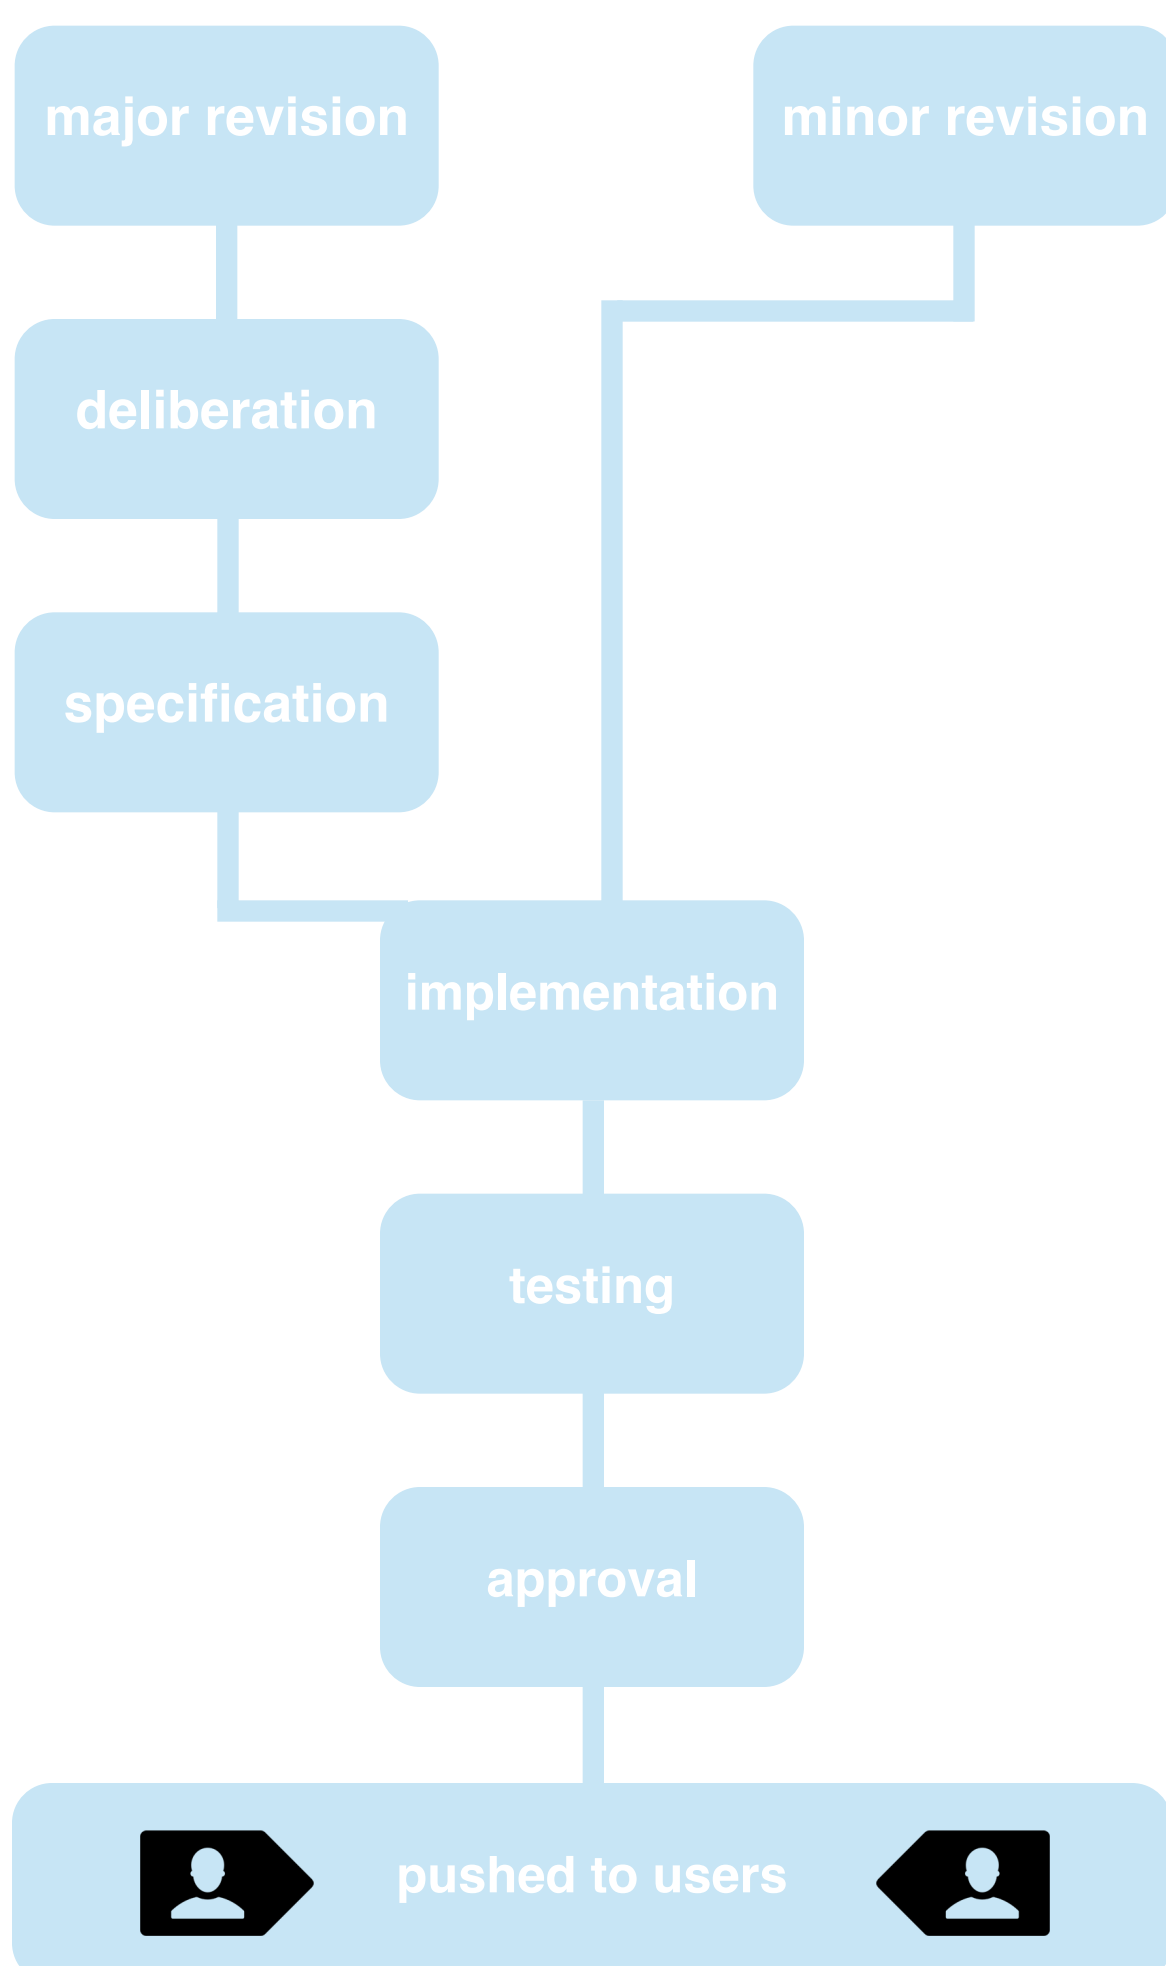 major revision
minor revision
deliberation
specification
implementation
testing
approval
pushed to users